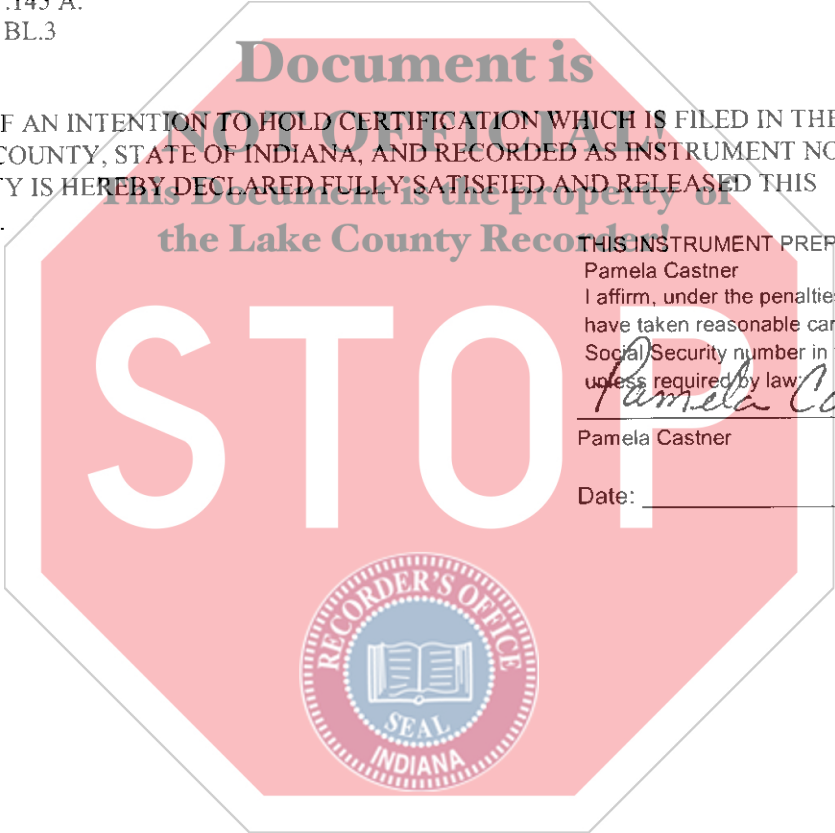 .145 A.
BL.3
Document is
NOT OFFICIAL!
This Document is the property of
the Lake County Recorder!
F AN INTENTION TO HOLD CERTIFICATION WHICH IS FILED IN THE
COUNTY, STATE OF INDIANA, AND RECORDED AS INSTRUMENT NO
TY IS HEREBY DECLARED FULLY SATISFIED AND RELEASED THIS
THIS INSTRUMENT PREP
Pamela Castner
I affirm, under the penaltie
have taken reasonable car
Social Security number in
unless required by law.
Pamela Ca
Pamela Castner
Date:
STOP
RECORDER'S OFFICE
SEAL
INDIANA